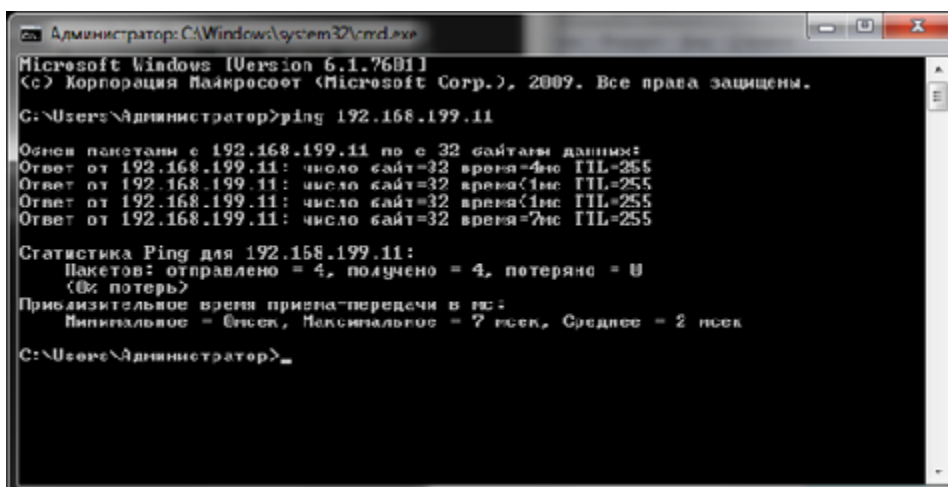 Администратор: C:\Windows\system32\cmd.exe
Microsoft Windows [Version 6.1.7601]
(c) Корпорация Майкрософт (Microsoft Corp.), 2009. Все права защищены.
C:\Users\Администратор>ping 192.168.199.11
Обмен пакетами с 192.168.199.11 по с 32 байтами данных:
Ответ от 192.168.199.11: число байт=32 время=4мс TTL=255
Ответ от 192.168.199.11: число байт=32 время<1мс TTL=255
Ответ от 192.168.199.11: число байт=32 время<1мс TTL=255
Ответ от 192.168.199.11: число байт=32 время=7мс TTL=255
Статистика Ping для 192.168.199.11:
Пакетов: отправлено = 4, получено = 4, потеряно = 0
(0% потерь)
Приблизительное время приема-передачи в мс:
Минимальное = 0мсек, Максимальное = 7 мсек, Среднее = 2 мсек
C:\Users\Администратор>_